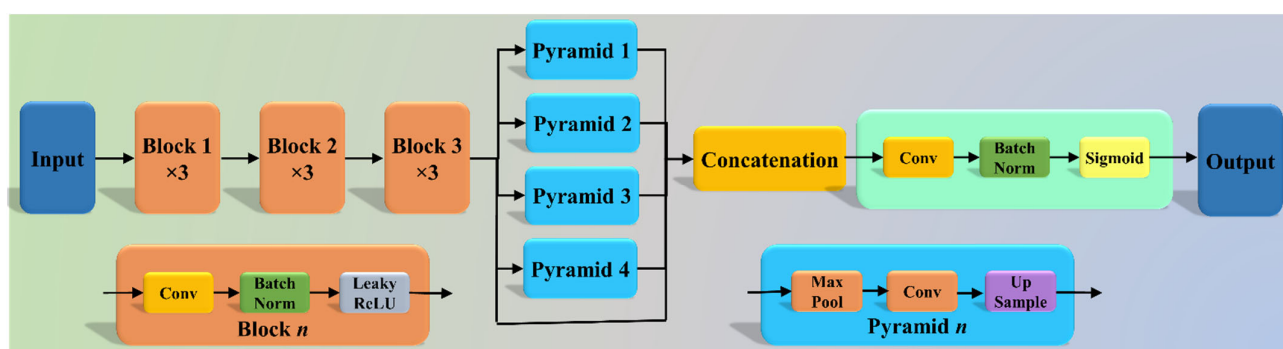 Input
Block 1
×3
Block 2
×3
Block 3
×3
Pyramid 1
Pyramid 2
Pyramid 3
Pyramid 4
Concatenation
Conv
Batch
Norm
Sigmoid
Output
Conv
Batch
Norm
Leaky
ReLU
Block n
Max
Pool
Conv
Up
Sample
Pyramid n